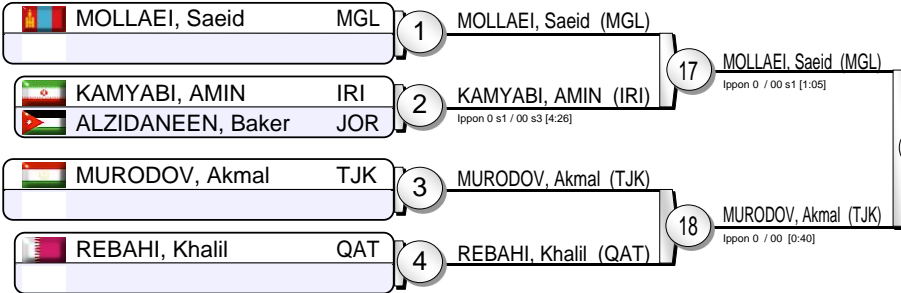 MOLLAEI, Saeid MGL
1
MOLLAEI, Saeid (MGL)
17
MOLLAEI, Saeid (MGL)
Ippon 0 / 00 s1 [1:05]
KAMYABI, AMIN IRI
ALZIDANEEN, Baker JOR
2
KAMYABI, AMIN (IRI)
Ippon 0 s1 / 00 s3 [4:26]
MURODOV, Akmal TJK
3
MURODOV, Akmal (TJK)
18
MURODOV, Akmal (TJK)
Ippon 0 / 00 [0:40]
REBAHI, Khalil QAT
4
REBAHI, Khalil (QAT)